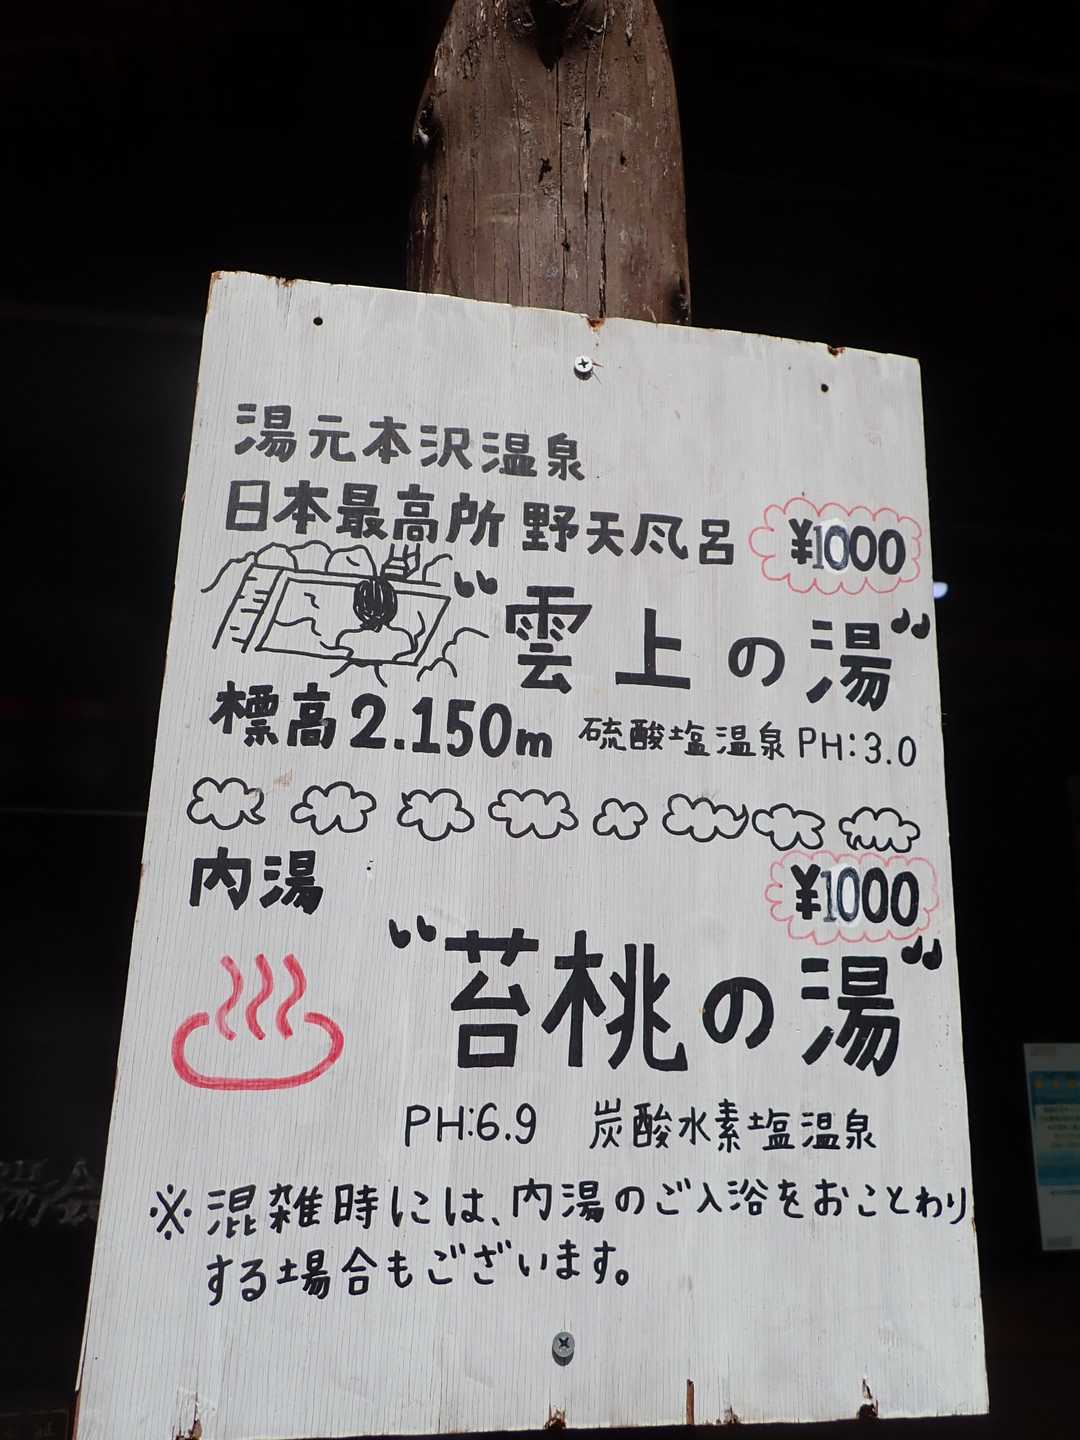 湯元本沢温泉
日本最高所 野天風呂 ¥1000
“雲上の湯”
標高2.150m 硫酸塩温泉 PH:3.0
内湯 ¥1000
“苔桃の湯”
PH:6.9 炭酸水素塩温泉
※混雑時には、内湯のご入浴をおことわり
する場合もございます。